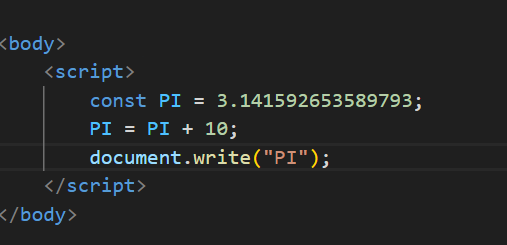 <body>
<script>
const PI = 3.141592653589793;
PI = PI + 10;
document.write("PI");
</script>
</body>